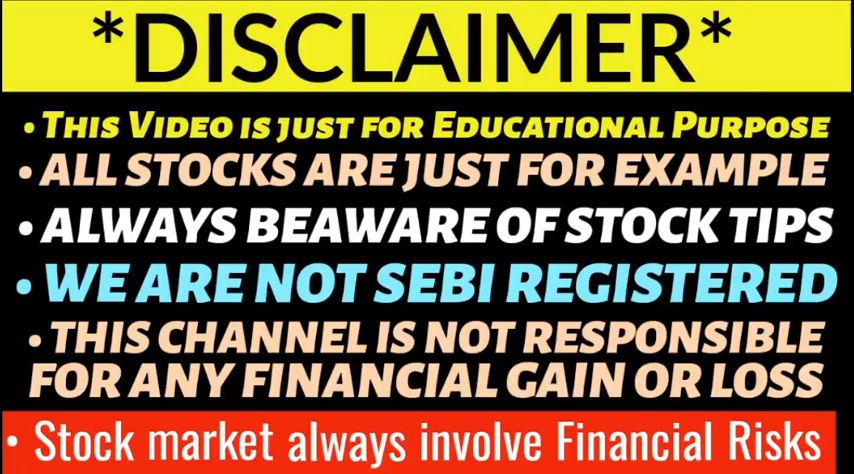 *DISCLAIMER*
• THIS VIDEO IS JUST FOR EDUCATIONAL PURPOSE
• ALL STOCKS ARE JUST FOR EXAMPLE
• ALWAYS BEAWARE OF STOCK TIPS
• WE ARE NOT SEBI REGISTERED
• THIS CHANNEL IS NOT RESPONSIBLE
FOR ANY FINANCIAL GAIN OR LOSS
• Stock market always involve Financial Risks